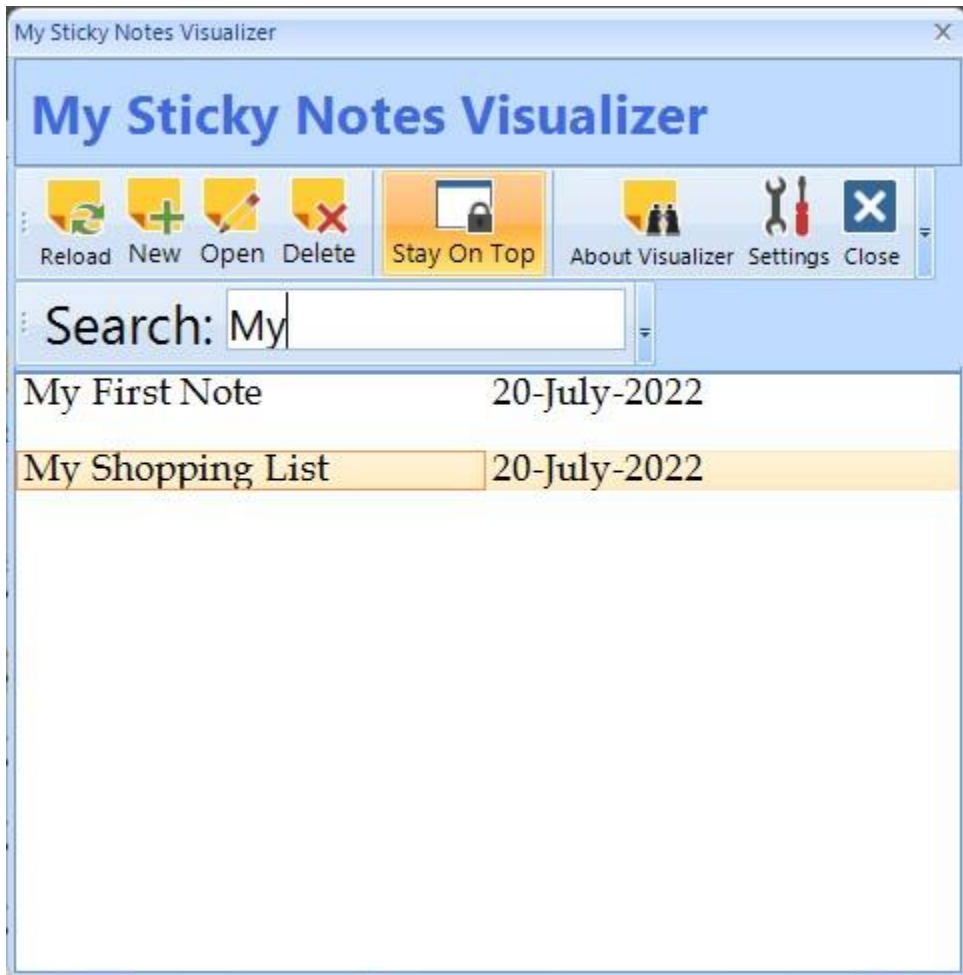 My Sticky Notes Visualizer
My Sticky Notes Visualizer
Reload New Open Delete Stay On Top About Visualizer Settings Close
Search: My
My First Note 20-July-2022
My Shopping List 20-July-2022